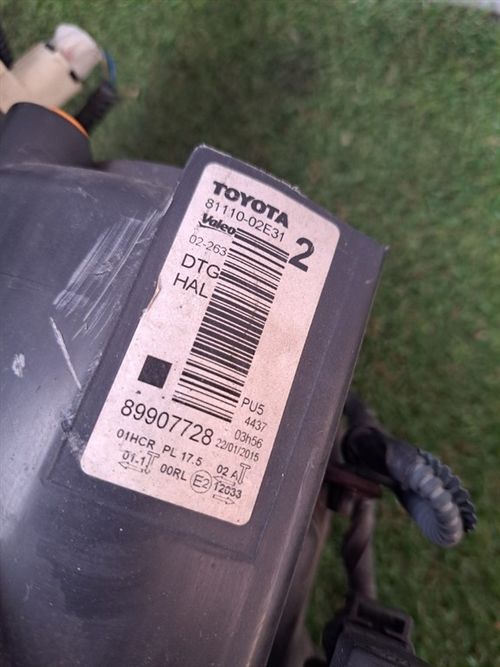 TOYOTA
81110-02E31
Valeo
2
02-263
DTG
HAL
PU5
4437
89907728
03h56
22/01/2015
01HCR PL 17.5 02 A
01.1 00RL E2 12033